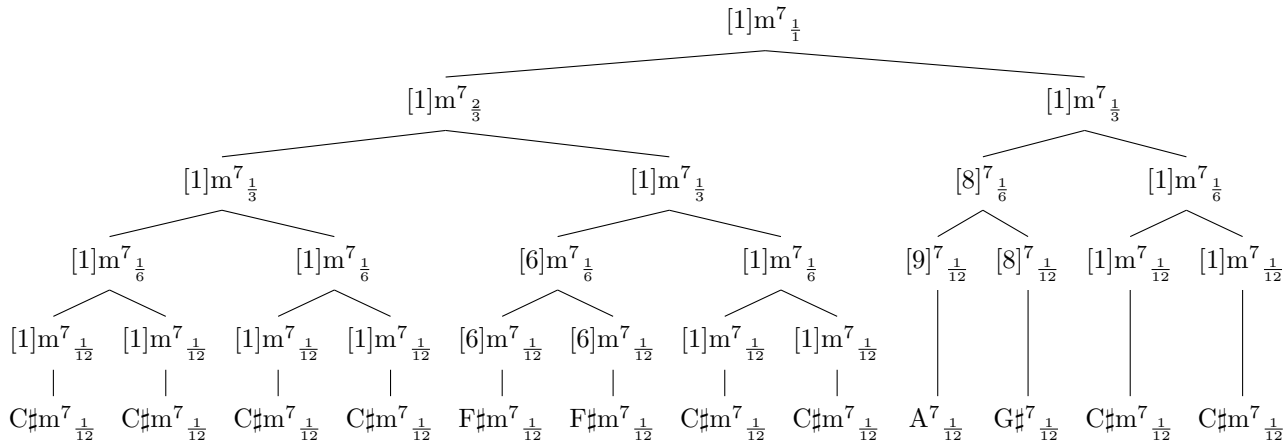 [1]m⁷ 1/1
[1]m⁷ 2/3 [1]m⁷ 1/3
[1]m⁷ 1/3 [1]m⁷ 1/3 [8]⁷ 1/6 [1]m⁷ 1/6
[1]m⁷ 1/6 [1]m⁷ 1/6 [6]m⁷ 1/6 [1]m⁷ 1/6 [9]⁷ 1/12 [8]⁷ 1/12 [1]m⁷ 1/12 [1]m⁷ 1/12
[1]m⁷ 1/12 [1]m⁷ 1/12 [1]m⁷ 1/12 [1]m⁷ 1/12 [6]m⁷ 1/12 [6]m⁷ 1/12 [1]m⁷ 1/12 [1]m⁷ 1/12
C♯m⁷ 1/12 C♯m⁷ 1/12 C♯m⁷ 1/12 C♯m⁷ 1/12 F♯m⁷ 1/12 F♯m⁷ 1/12 C♯m⁷ 1/12 C♯m⁷ 1/12 A⁷ 1/12 G♯⁷ 1/12 C♯m⁷ 1/12 C♯m⁷ 1/12